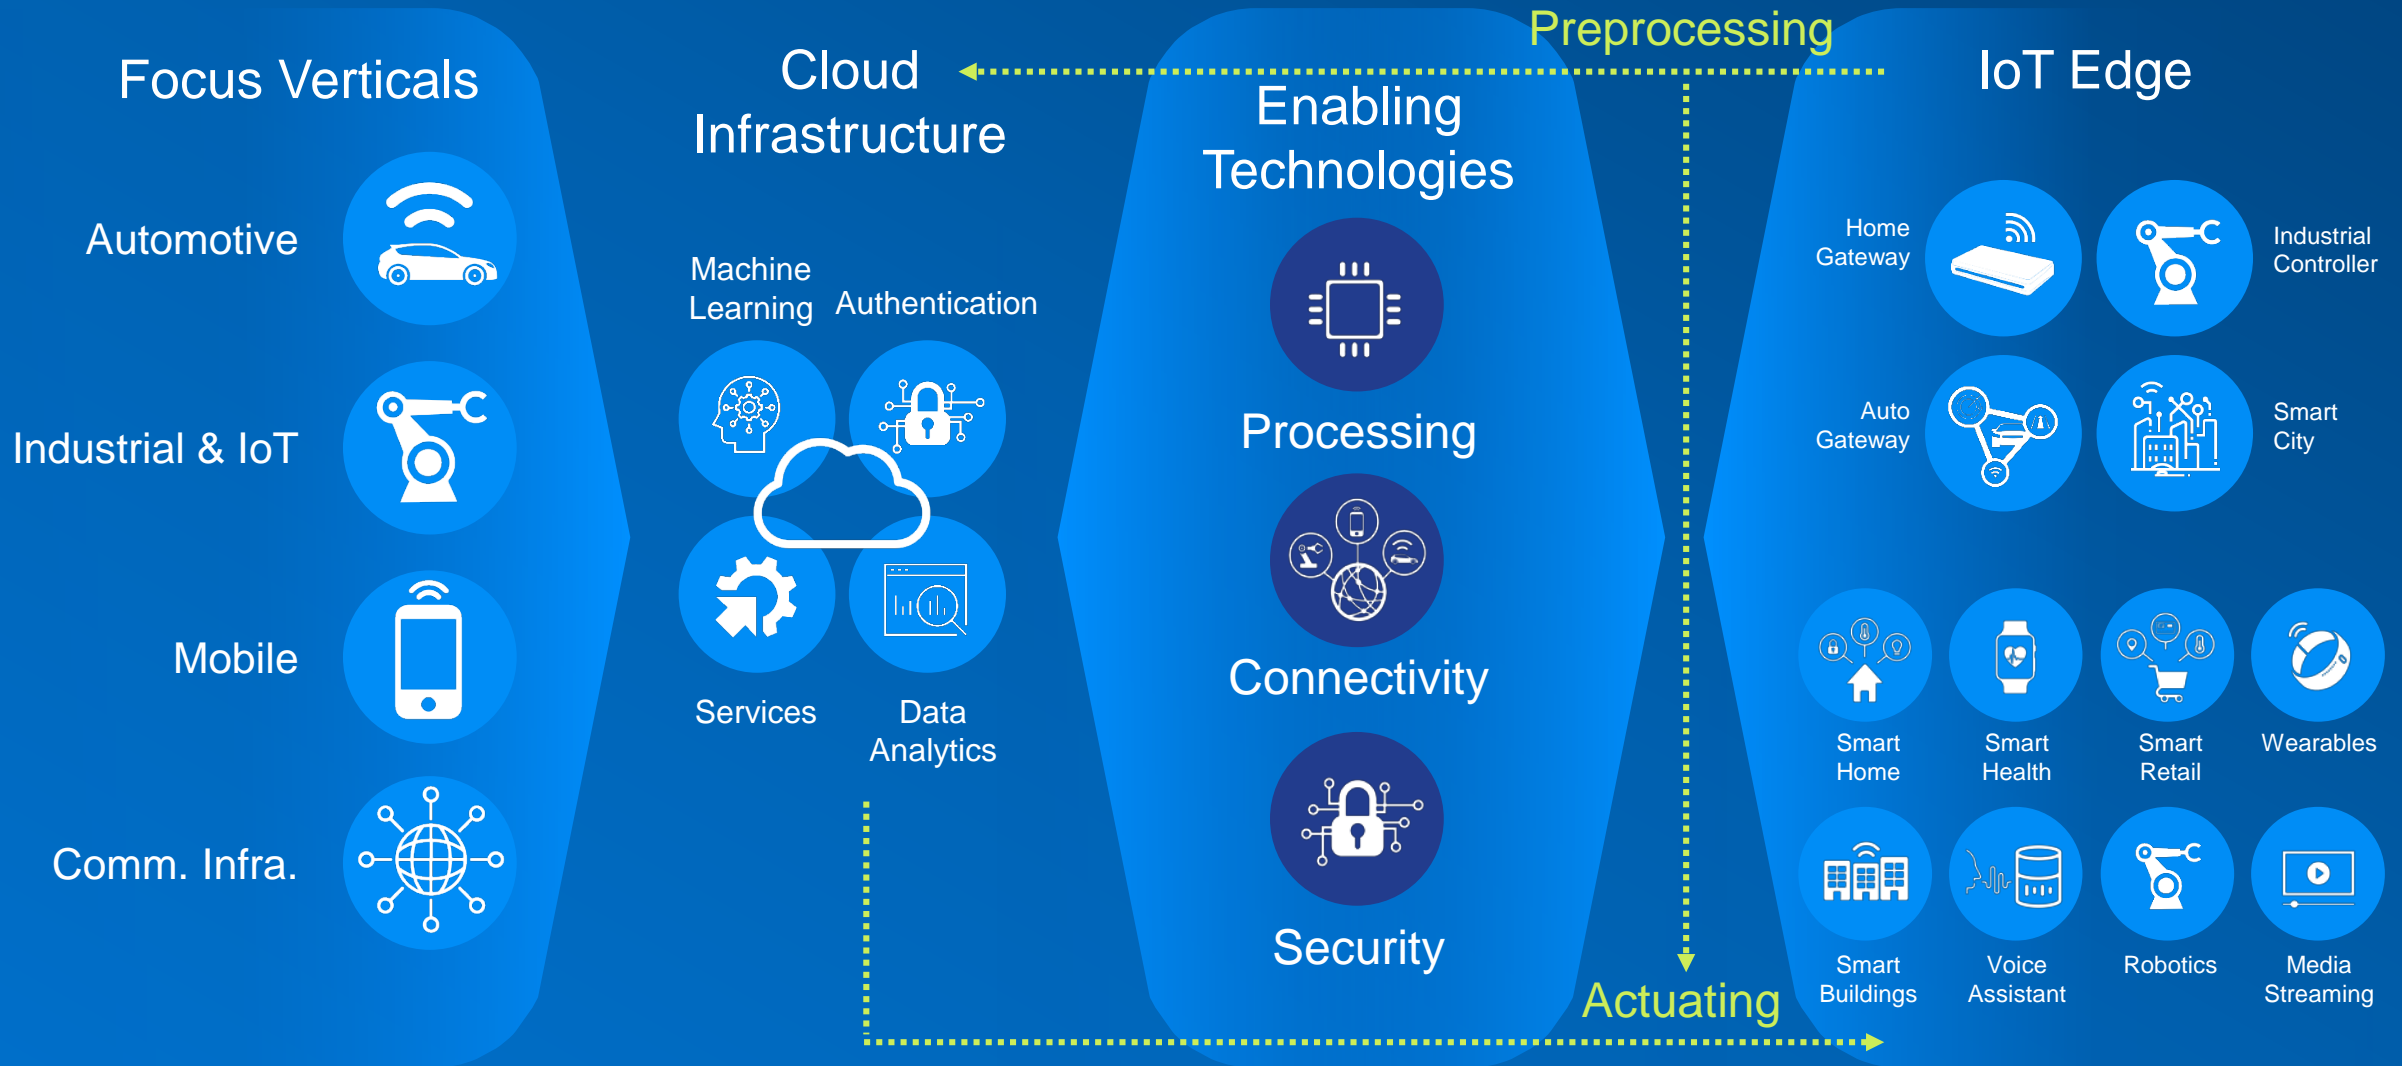 Focus Verticals
Automotive
Industrial & IoT
Mobile
Comm. Infra.
Cloud
Infrastructure
Machine
Learning
Authentication
Services
Data
Analytics
Preprocessing
Enabling
Technologies
Processing
Connectivity
Security
Actuating
IoT Edge
Home
Gateway
Industrial
Controller
Auto
Gateway
Smart
City
Smart
Home
Smart
Health
Smart
Retail
Wearables
Smart
Buildings
Voice
Assistant
Robotics
Media
Streaming